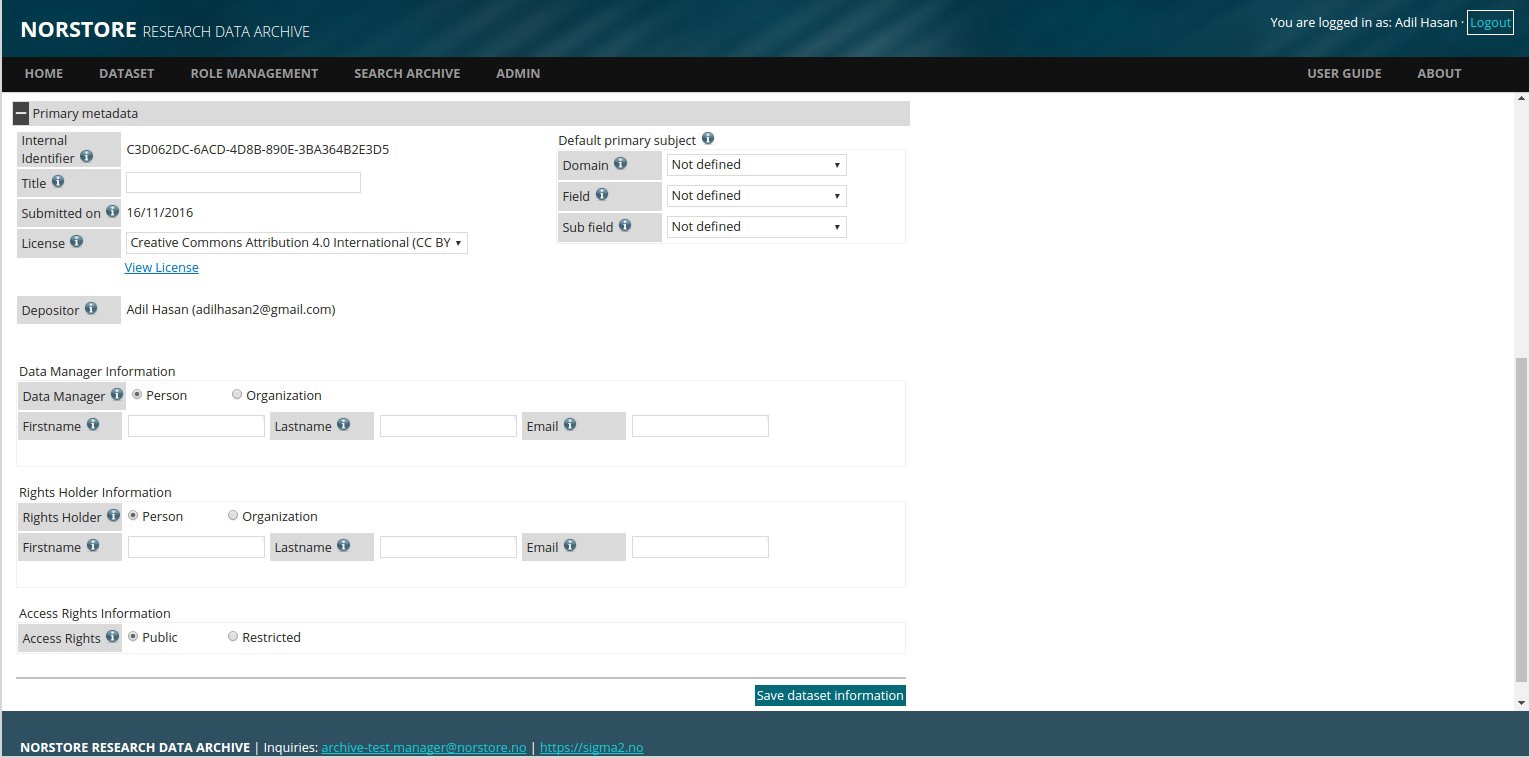 NORSTORE RESEARCH DATA ARCHIVE
You are logged in as: Adil Hasan · Logout
HOME DATASET ROLE MANAGEMENT SEARCH ARCHIVE ADMIN USER GUIDE ABOUT
Primary metadata
Internal Identifier C3D062DC-6ACD-4D8B-890E-3BA364B2E3D5
Title
Submitted on 16/11/2016
License Creative Commons Attribution 4.0 International (CC BY
View License
Depositor Adil Hasan (adilhasan2@gmail.com)
Default primary subject
Domain Not defined
Field Not defined
Sub field Not defined
Data Manager Information
Data Manager Person Organization
Firstname Lastname Email
Rights Holder Information
Rights Holder Person Organization
Firstname Lastname Email
Access Rights Information
Access Rights Public Restricted
Save dataset information
NORSTORE RESEARCH DATA ARCHIVE | Inquiries: archive-test.manager@norstore.no | https://sigma2.no